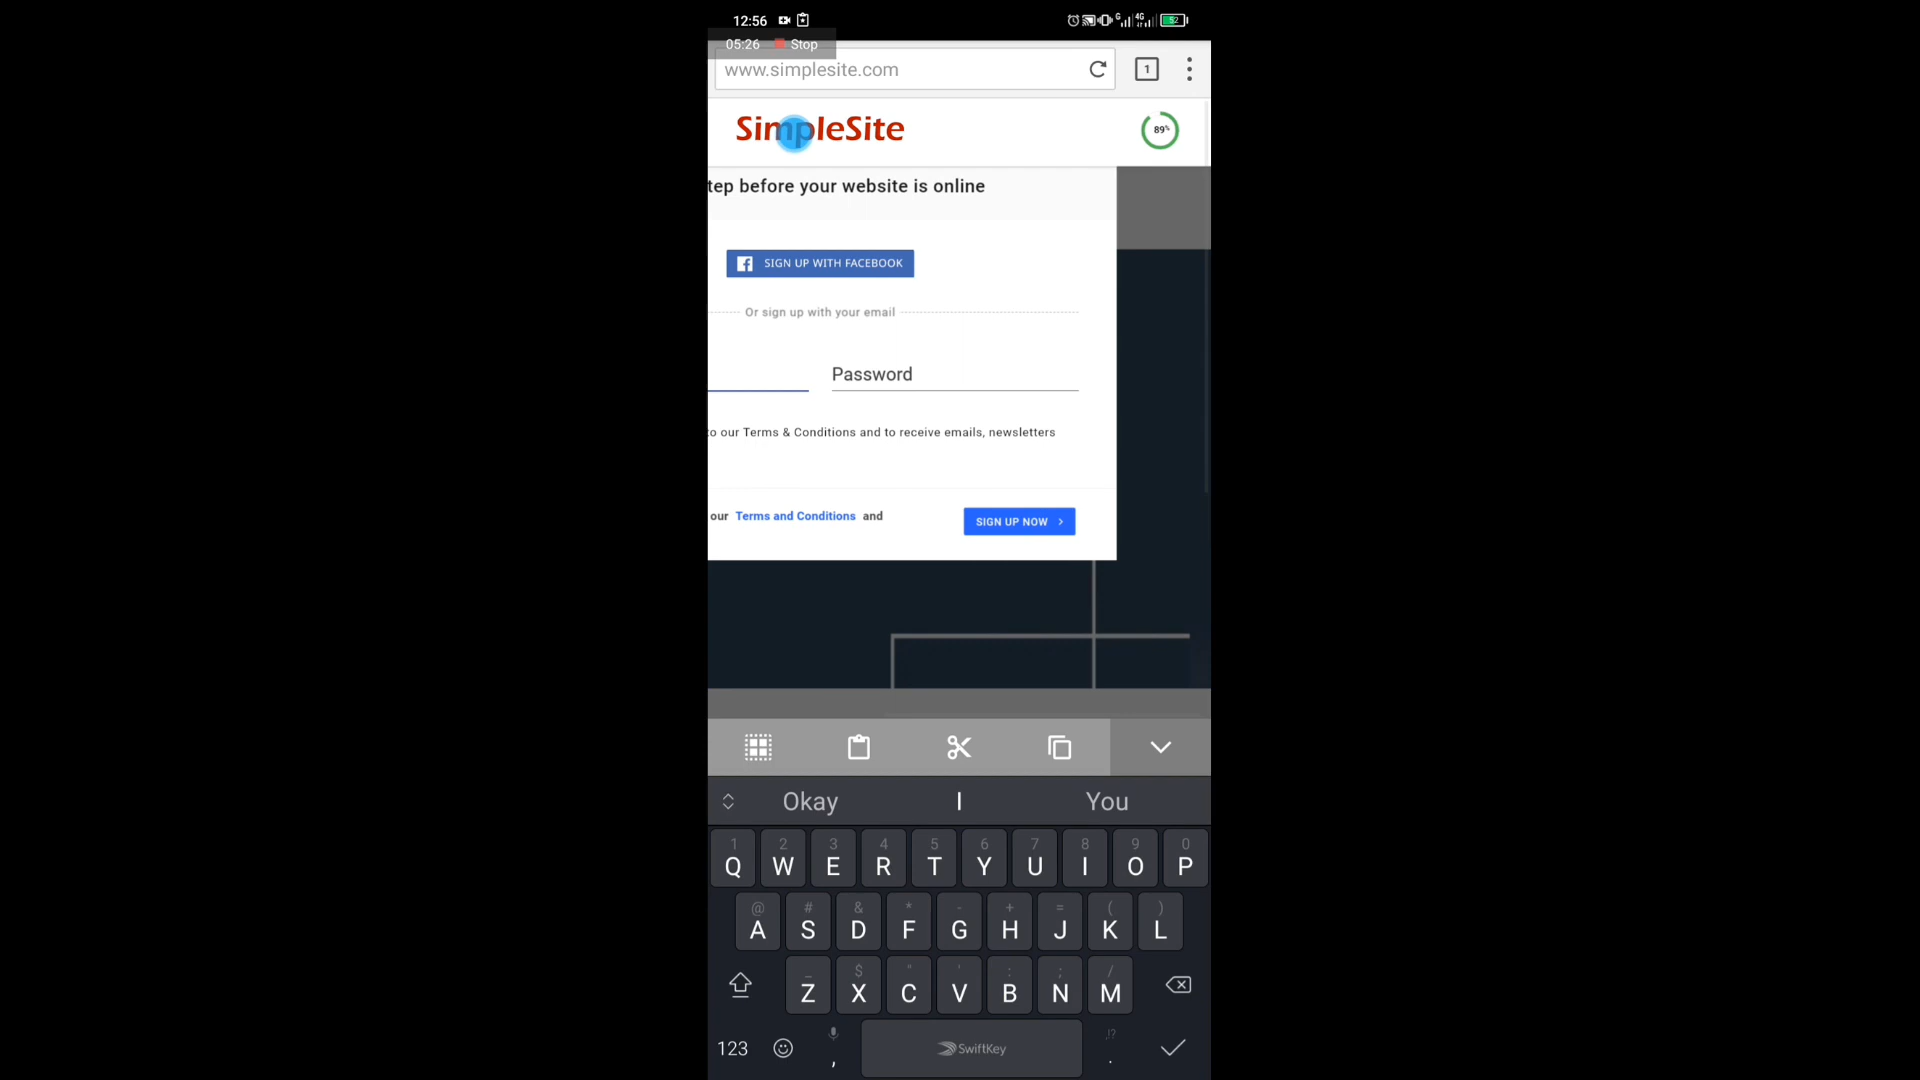 12:56
G
4G
52
05:26 Stop
www.simplesite.com
1
SimpleSite
89%
tep before your website is online
SIGN UP WITH FACEBOOK
Or sign up with your email
Password
to our Terms & Conditions and to receive emails, newsletters
our Terms and Conditions and
SIGN UP NOW >
Okay I You
1 2 3 4 5 6 7 8 9 0
Q W E R T Y U I O P
@ # & * - + = ( )
A S D F G H J K L
_ $ " ' : ; /
Z X C V B N M
!?
123 , SwiftKey .